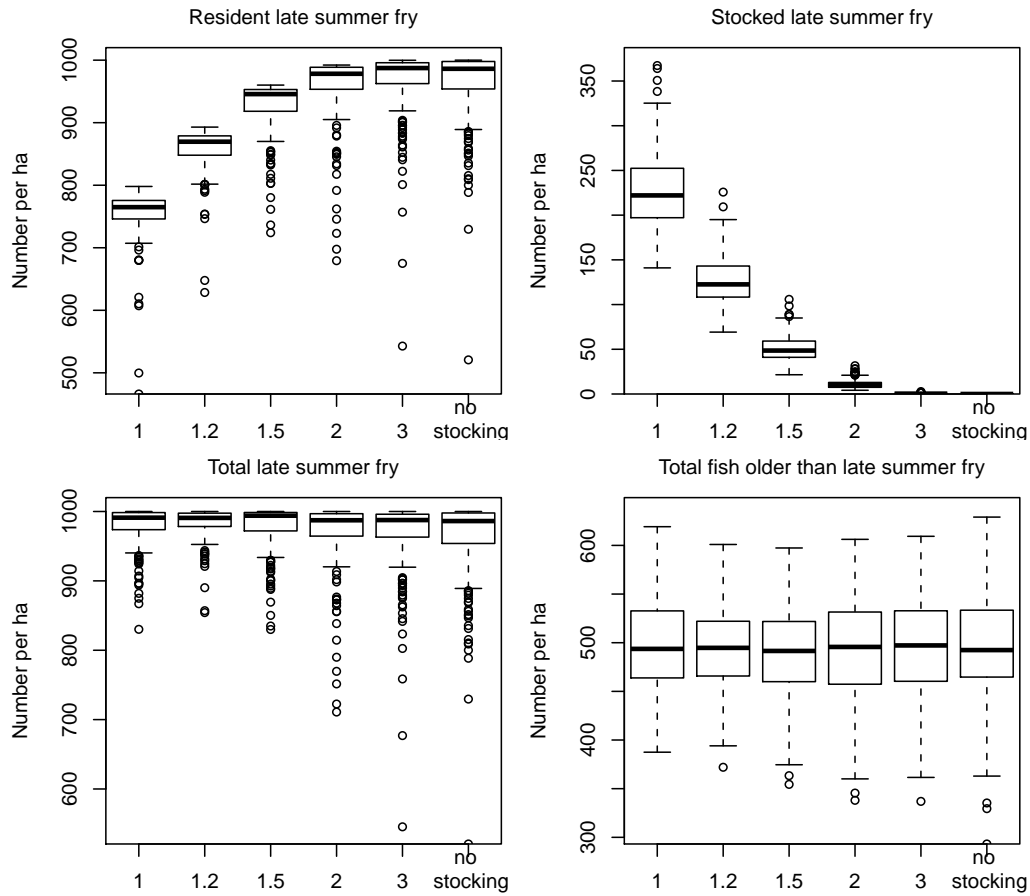 Resident late summer fry
Number per ha
1000
900
800
700
600
500
1 1.2 1.5 2 3 no
stocking
Stocked late summer fry
Number per ha
350
250
150
50
0
1 1.2 1.5 2 3 no
stocking
Total late summer fry
Number per ha
1000
900
800
700
600
1 1.2 1.5 2 3 no
stocking
Total fish older than late summer fry
Number per ha
600
500
400
300
1 1.2 1.5 2 3 no
stocking